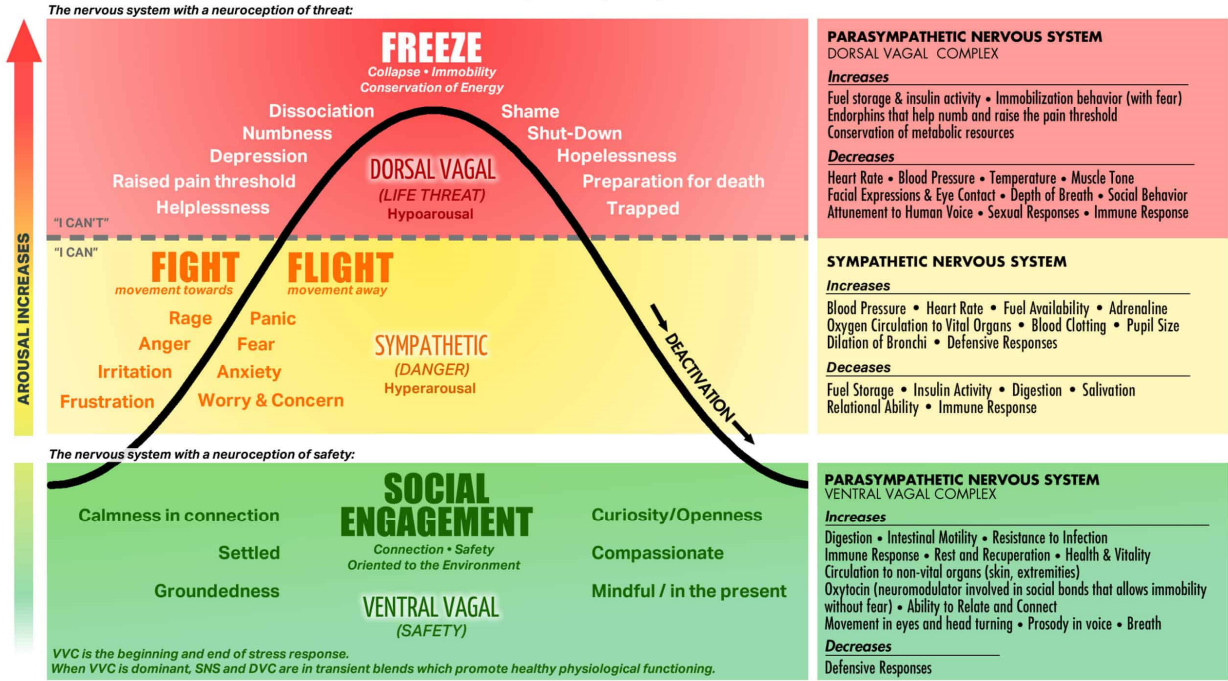 The nervous system with a neuroception of threat:
FREEZE
Collapse • Immobility
Conservation of Energy
Dissociation
Numbness
Depression
Raised pain threshold
Helplessness
Shame
Shut-Down
Hopelessness
Preparation for death
Trapped
DORSAL VAGAL
(LIFE THREAT)
Hypoarousal
"I CAN'T"
"I CAN"
AROUSAL INCREASES
FIGHT
movement towards
FLIGHT
movement away
Rage
Panic
Anger
Fear
Irritation
Anxiety
Frustration
Worry & Concern
SYMPATHETIC
(DANGER)
Hyperarousal
DEACTIVATION
The nervous system with a neuroception of safety:
SOCIAL
ENGAGEMENT
Connection • Safety
Oriented to the Environment
Calmness in connection
Settled
Groundedness
Curiosity/Openness
Compassionate
Mindful / in the present
VENTRAL VAGAL
(SAFETY)
VVC is the beginning and end of stress response.
When VVC is dominant, SNS and DVC are in transient blends which promote healthy physiological functioning.
PARASYMPATHETIC NERVOUS SYSTEM
DORSAL VAGAL COMPLEX
Increases
Fuel storage & insulin activity • Immobilization behavior (with fear)
Endorphins that help numb and raise the pain threshold
Conservation of metabolic resources
Decreases
Heart Rate • Blood Pressure • Temperature • Muscle Tone
Facial Expressions & Eye Contact • Depth of Breath • Social Behavior
Attunement to Human Voice • Sexual Responses • Immune Response
SYMPATHETIC NERVOUS SYSTEM
Increases
Blood Pressure • Heart Rate • Fuel Availability • Adrenaline
Oxygen Circulation to Vital Organs • Blood Clotting • Pupil Size
Dilation of Bronchi • Defensive Responses
Deceases
Fuel Storage • Insulin Activity • Digestion • Salivation
Relational Ability • Immune Response
PARASYMPATHETIC NERVOUS SYSTEM
VENTRAL VAGAL COMPLEX
Increases
Digestion • Intestinal Motility • Resistance to Infection
Immune Response • Rest and Recuperation • Health & Vitality
Circulation to non-vital organs (skin, extremities)
Oxytocin (neuromodulator involved in social bonds that allows immobility
without fear) • Ability to Relate and Connect
Movement in eyes and head turning • Prosody in voice • Breath
Decreases
Defensive Responses